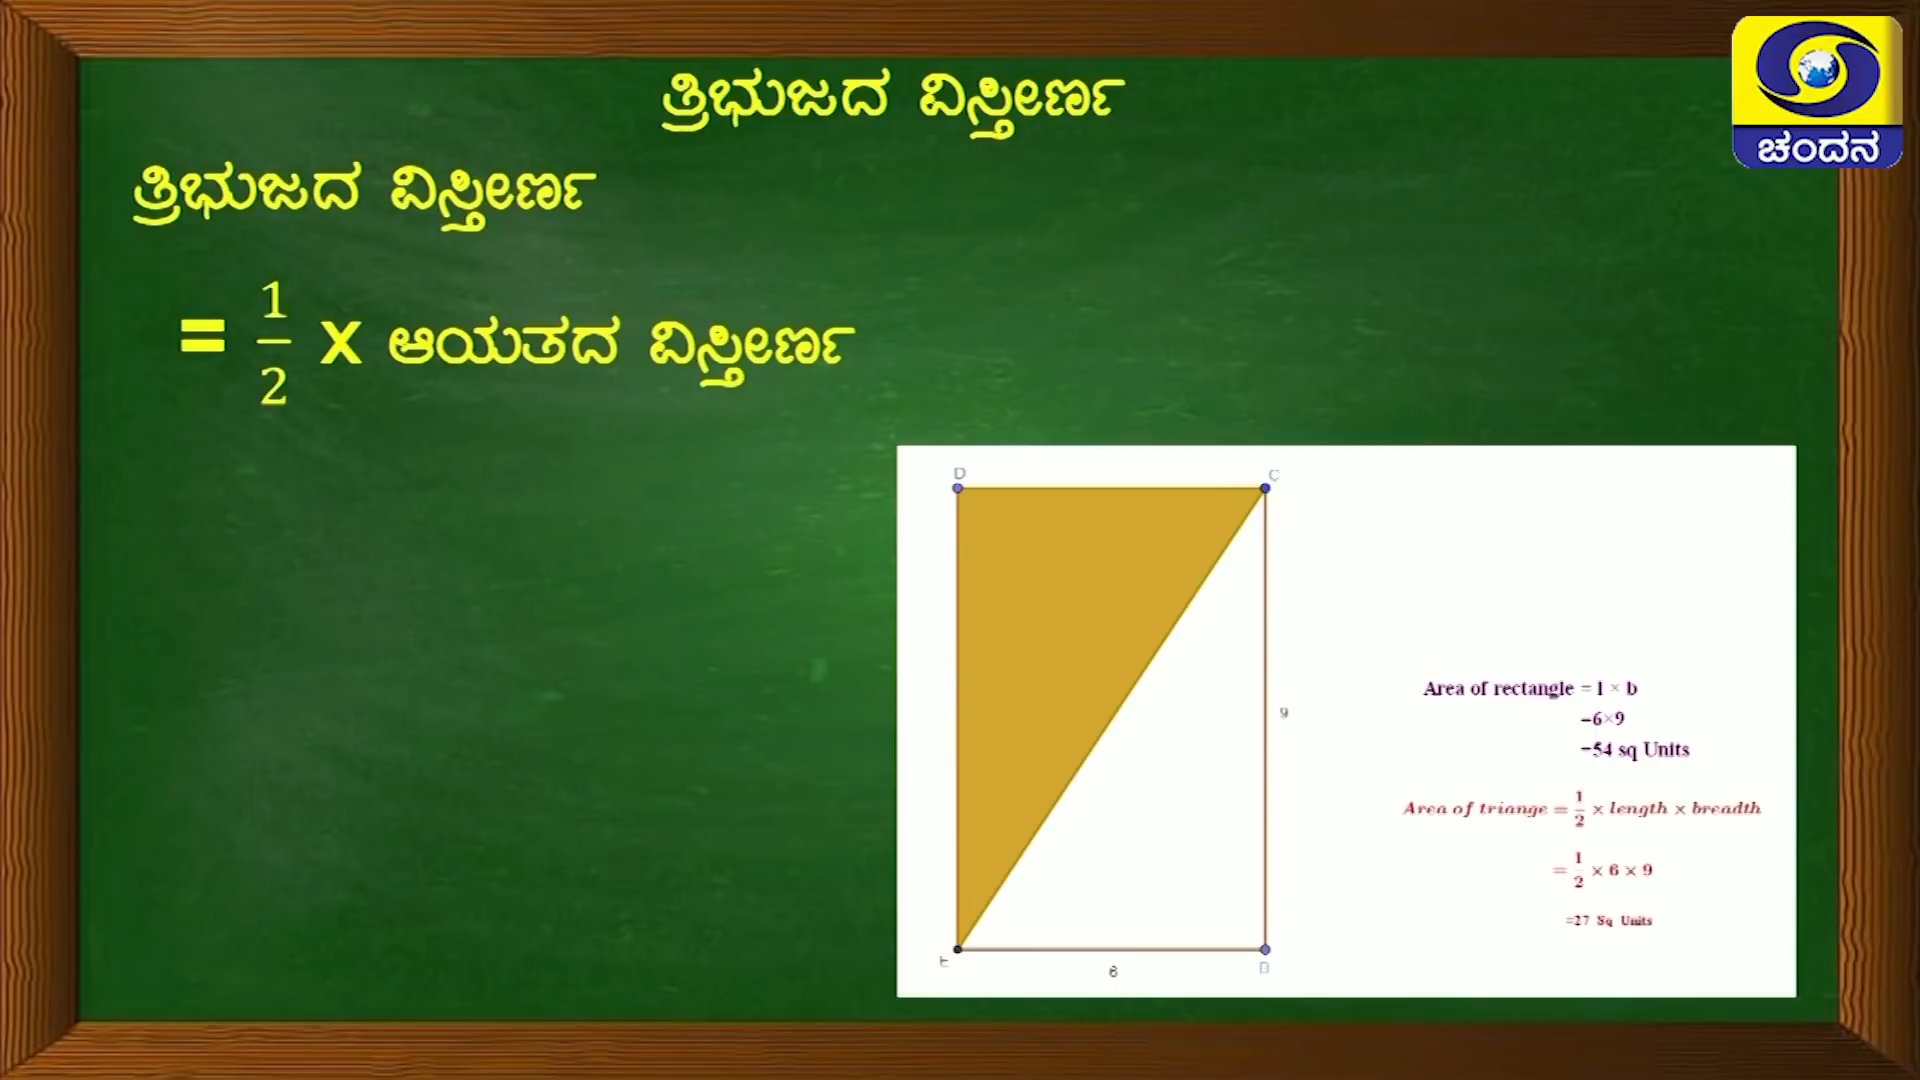 ತ್ರಿಭುಜದ ವಿಸ್ತೀರ್ಣ
ಚಂದನ
ತ್ರಿಭುಜದ ವಿಸ್ತೀರ್ಣ
= 1/2 x ಆಯತದ ವಿಸ್ತೀರ್ಣ
D C
9
6
Area of rectangle = l × b
=6×9
=54 sq Units
Area of triange = 1/2 × length × breadth
= 1/2 × 6 × 9
=27 Sq Units